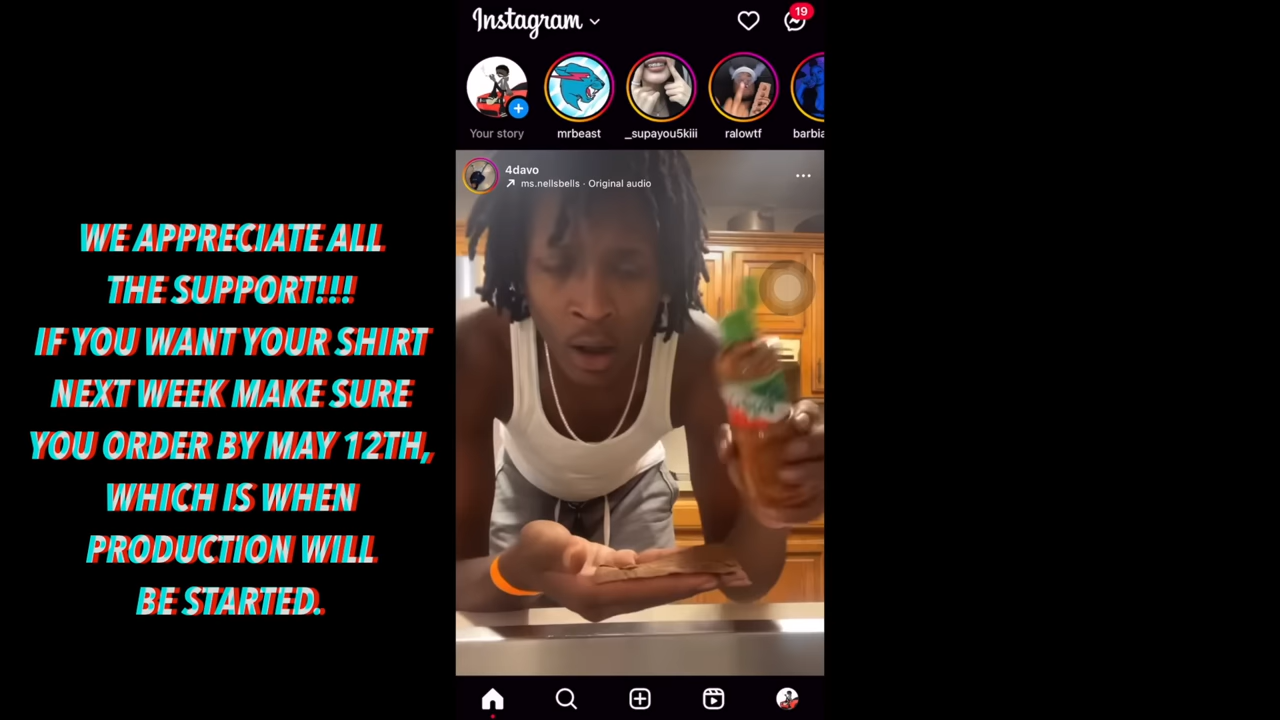 Instagram
19
Your story
mrbeast
_supayou5kiii
ralowtf
barbia
4davo
ms.nellsbells · Original audio
WE APPRECIATE ALL
THE SUPPORT!!!
IF YOU WANT YOUR SHIRT
NEXT WEEK MAKE SURE
YOU ORDER BY MAY 12TH,
WHICH IS WHEN
PRODUCTION WILL
BE STARTED.